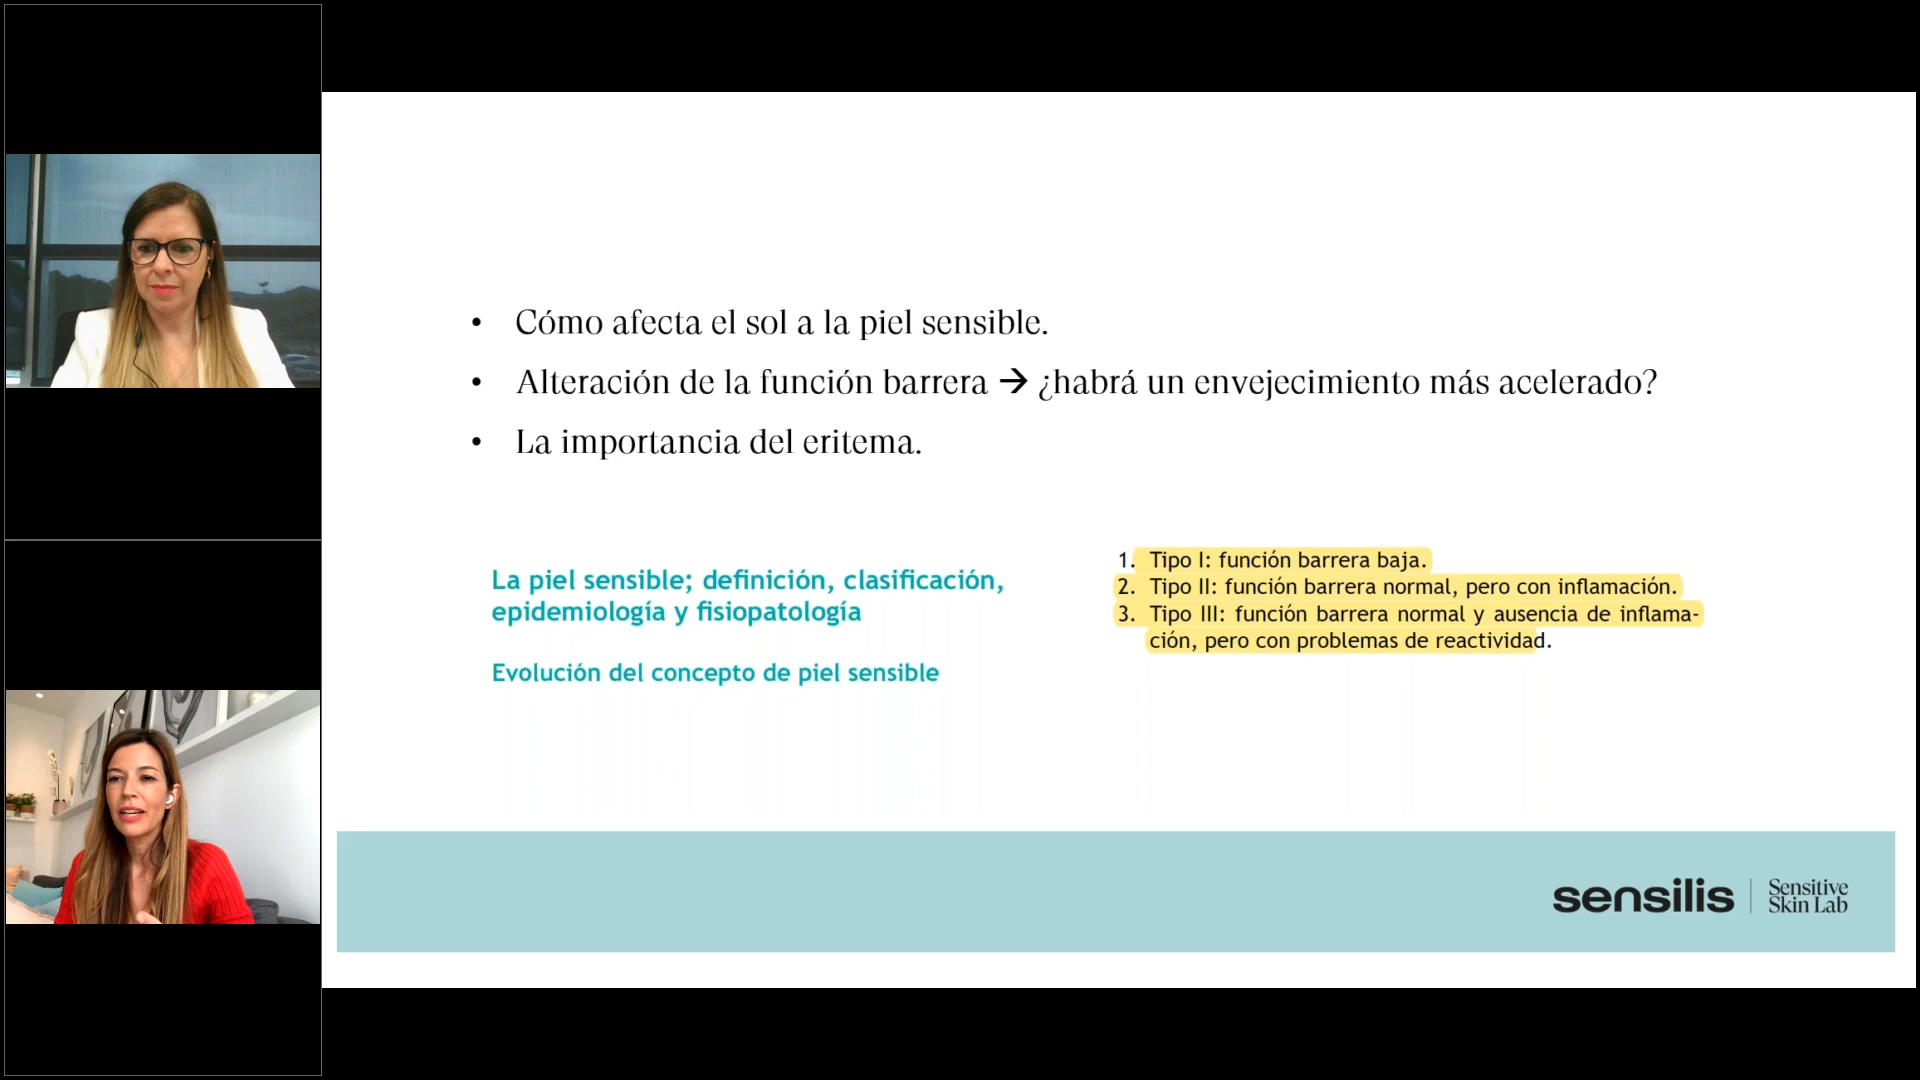 • Cómo afecta el sol a la piel sensible.
• Alteración de la función barrera → ¿habrá un envejecimiento más acelerado?
• La importancia del eritema.
La piel sensible; definición, clasificación,
epidemiología y fisiopatología
Evolución del concepto de piel sensible
1. Tipo I: función barrera baja.
2. Tipo II: función barrera normal, pero con inflamación.
3. Tipo III: función barrera normal y ausencia de inflama-
ción, pero con problemas de reactividad.
sensilis | Sensitive
Skin Lab